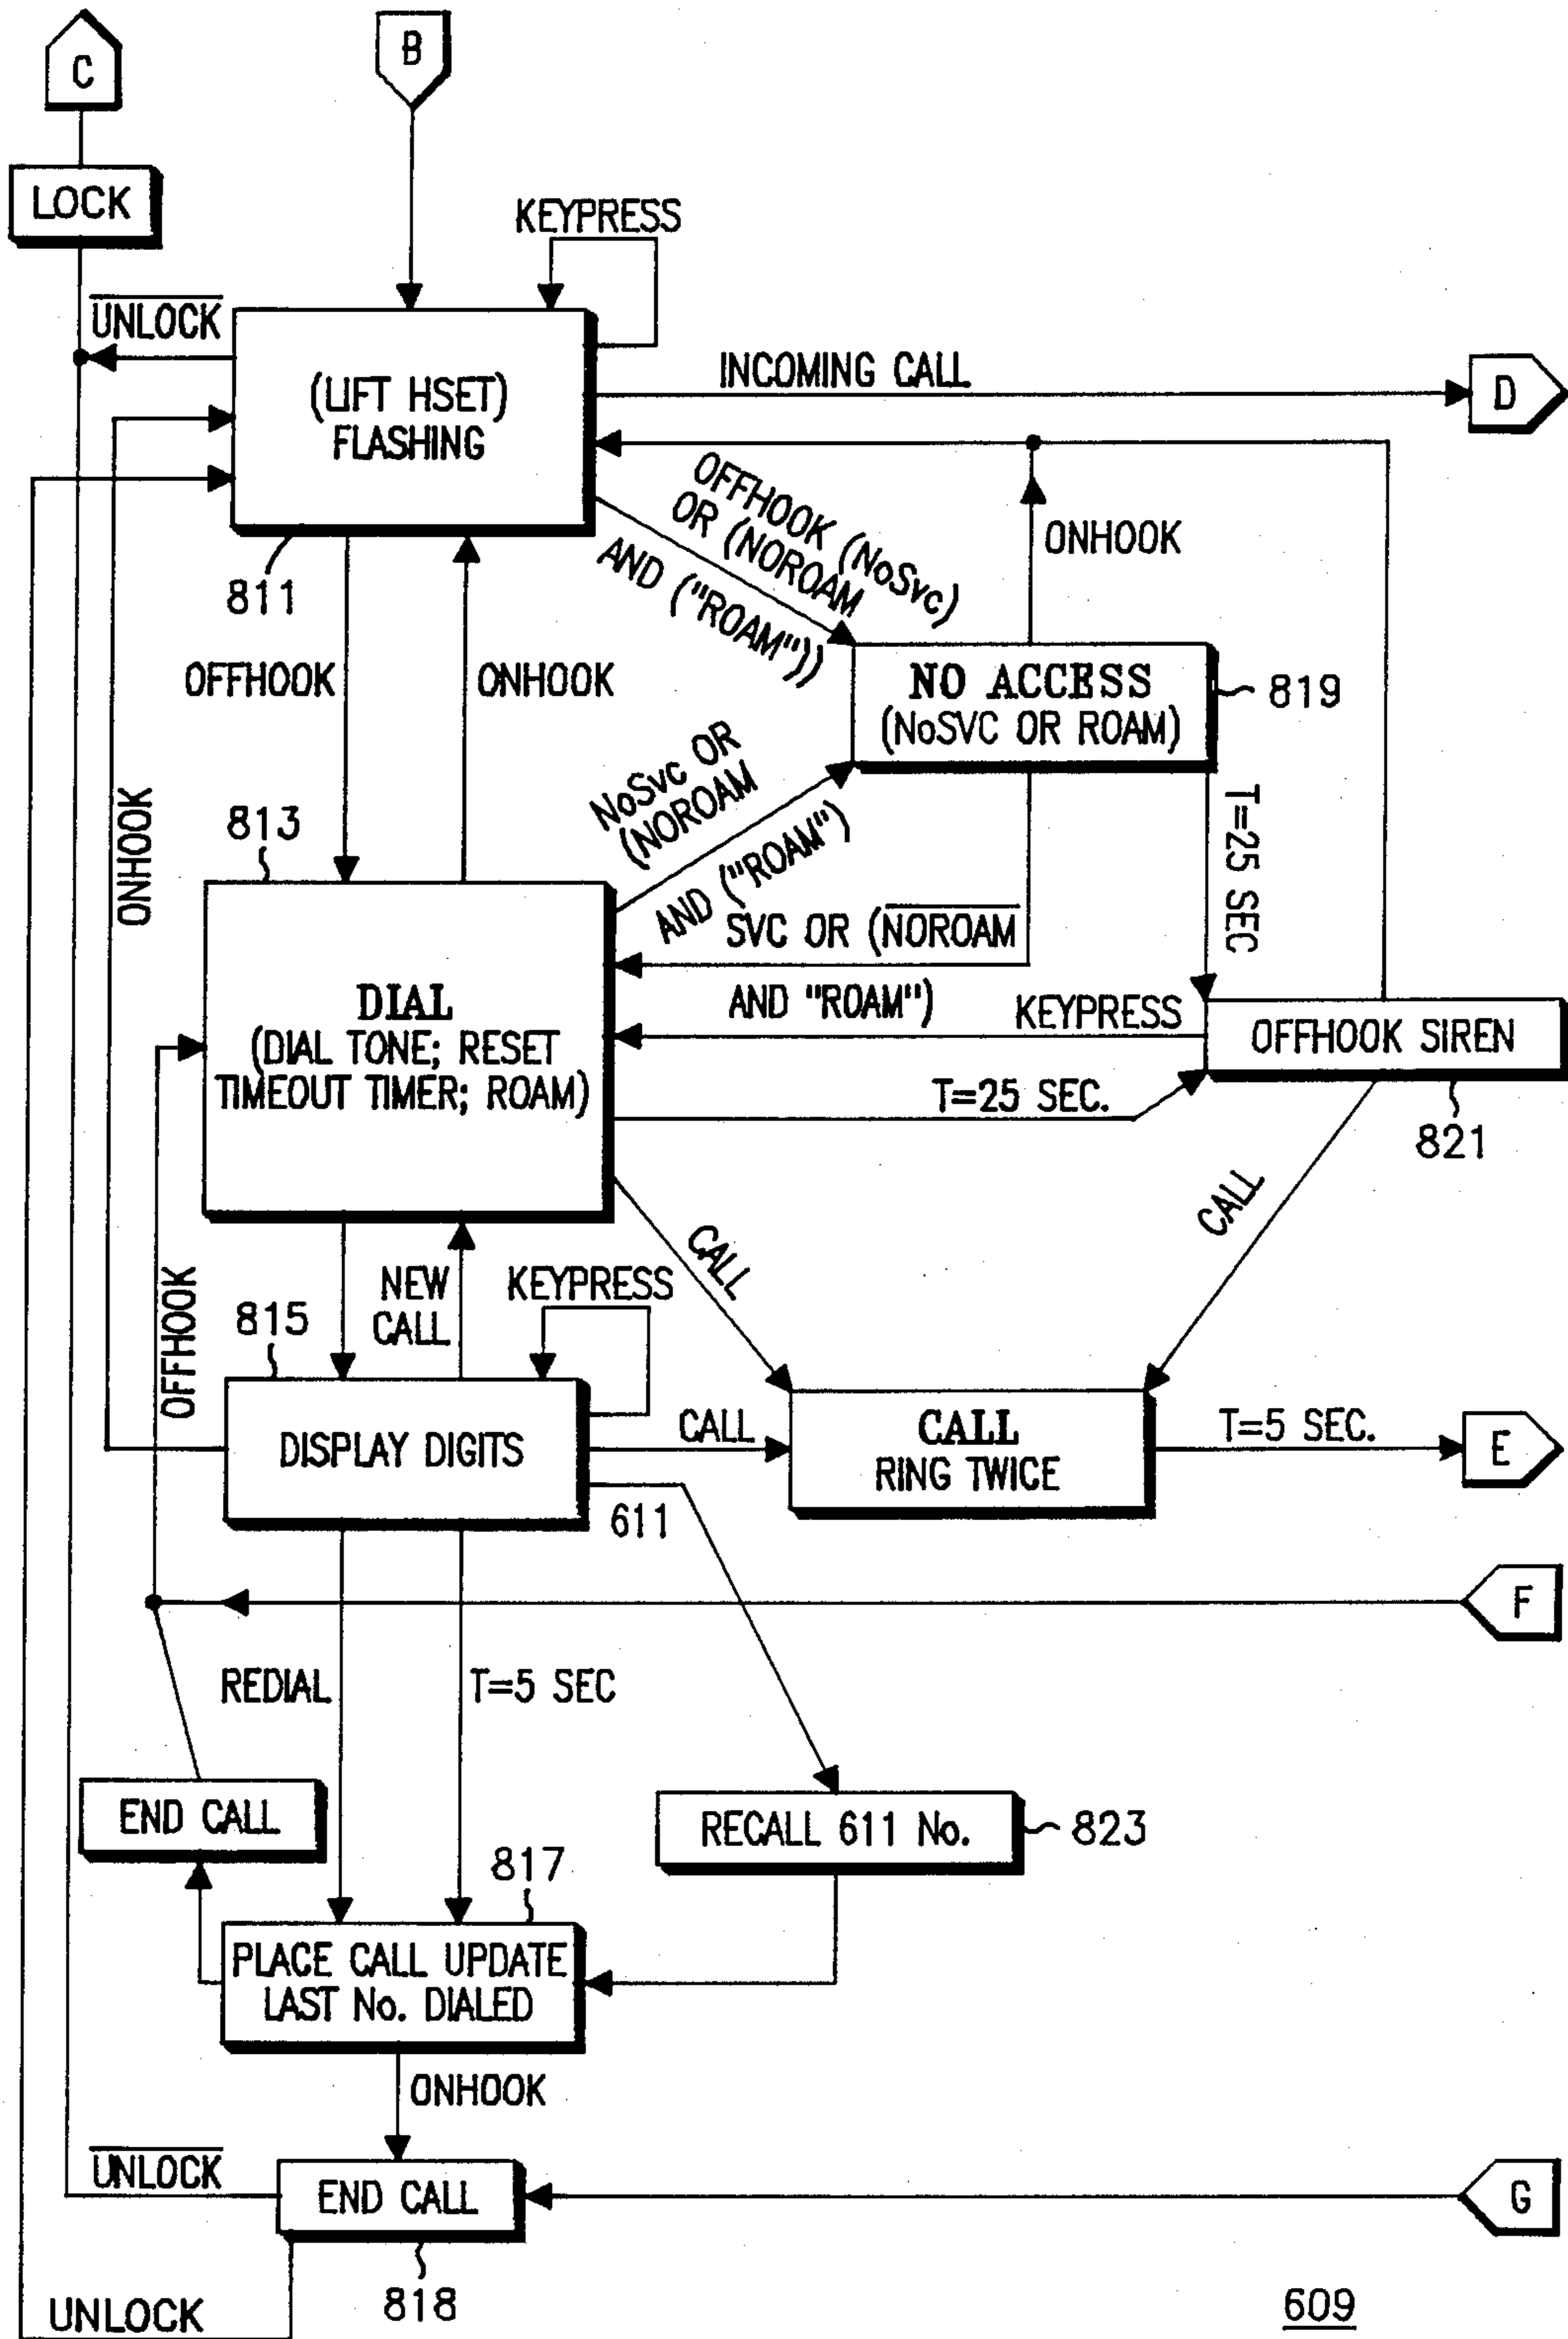 C
B
LOCK
KEYPRESS
UNLOCK
(LIFT HSET)
FLASHING
INCOMING CALL
D
811
OFFHOOK (NoSvc)
OR (NOROAM
AND ("ROAM"))
ONHOOK
OFFHOOK
ONHOOK
NO ACCESS
(NoSVC OR ROAM)
819
ONHOOK
813
NoSvc OR
(NOROAM
AND ("ROAM")
T=25 SEC
SVC OR (NOROAM
AND "ROAM")
DIAL
(DIAL TONE; RESET
TIMEOUT TIMER; ROAM)
KEYPRESS
OFFHOOK SIREN
T=25 SEC.
821
CALL
CALL
OFFHOOK
815
NEW
CALL
KEYPRESS
DISPLAY DIGITS
CALL
CALL
RING TWICE
T=5 SEC.
E
611
F
REDIAL
T=5 SEC
END CALL
RECALL 611 No.
823
817
PLACE CALL UPDATE
LAST No. DIALED
ONHOOK
UNLOCK
END CALL
G
818
UNLOCK
609